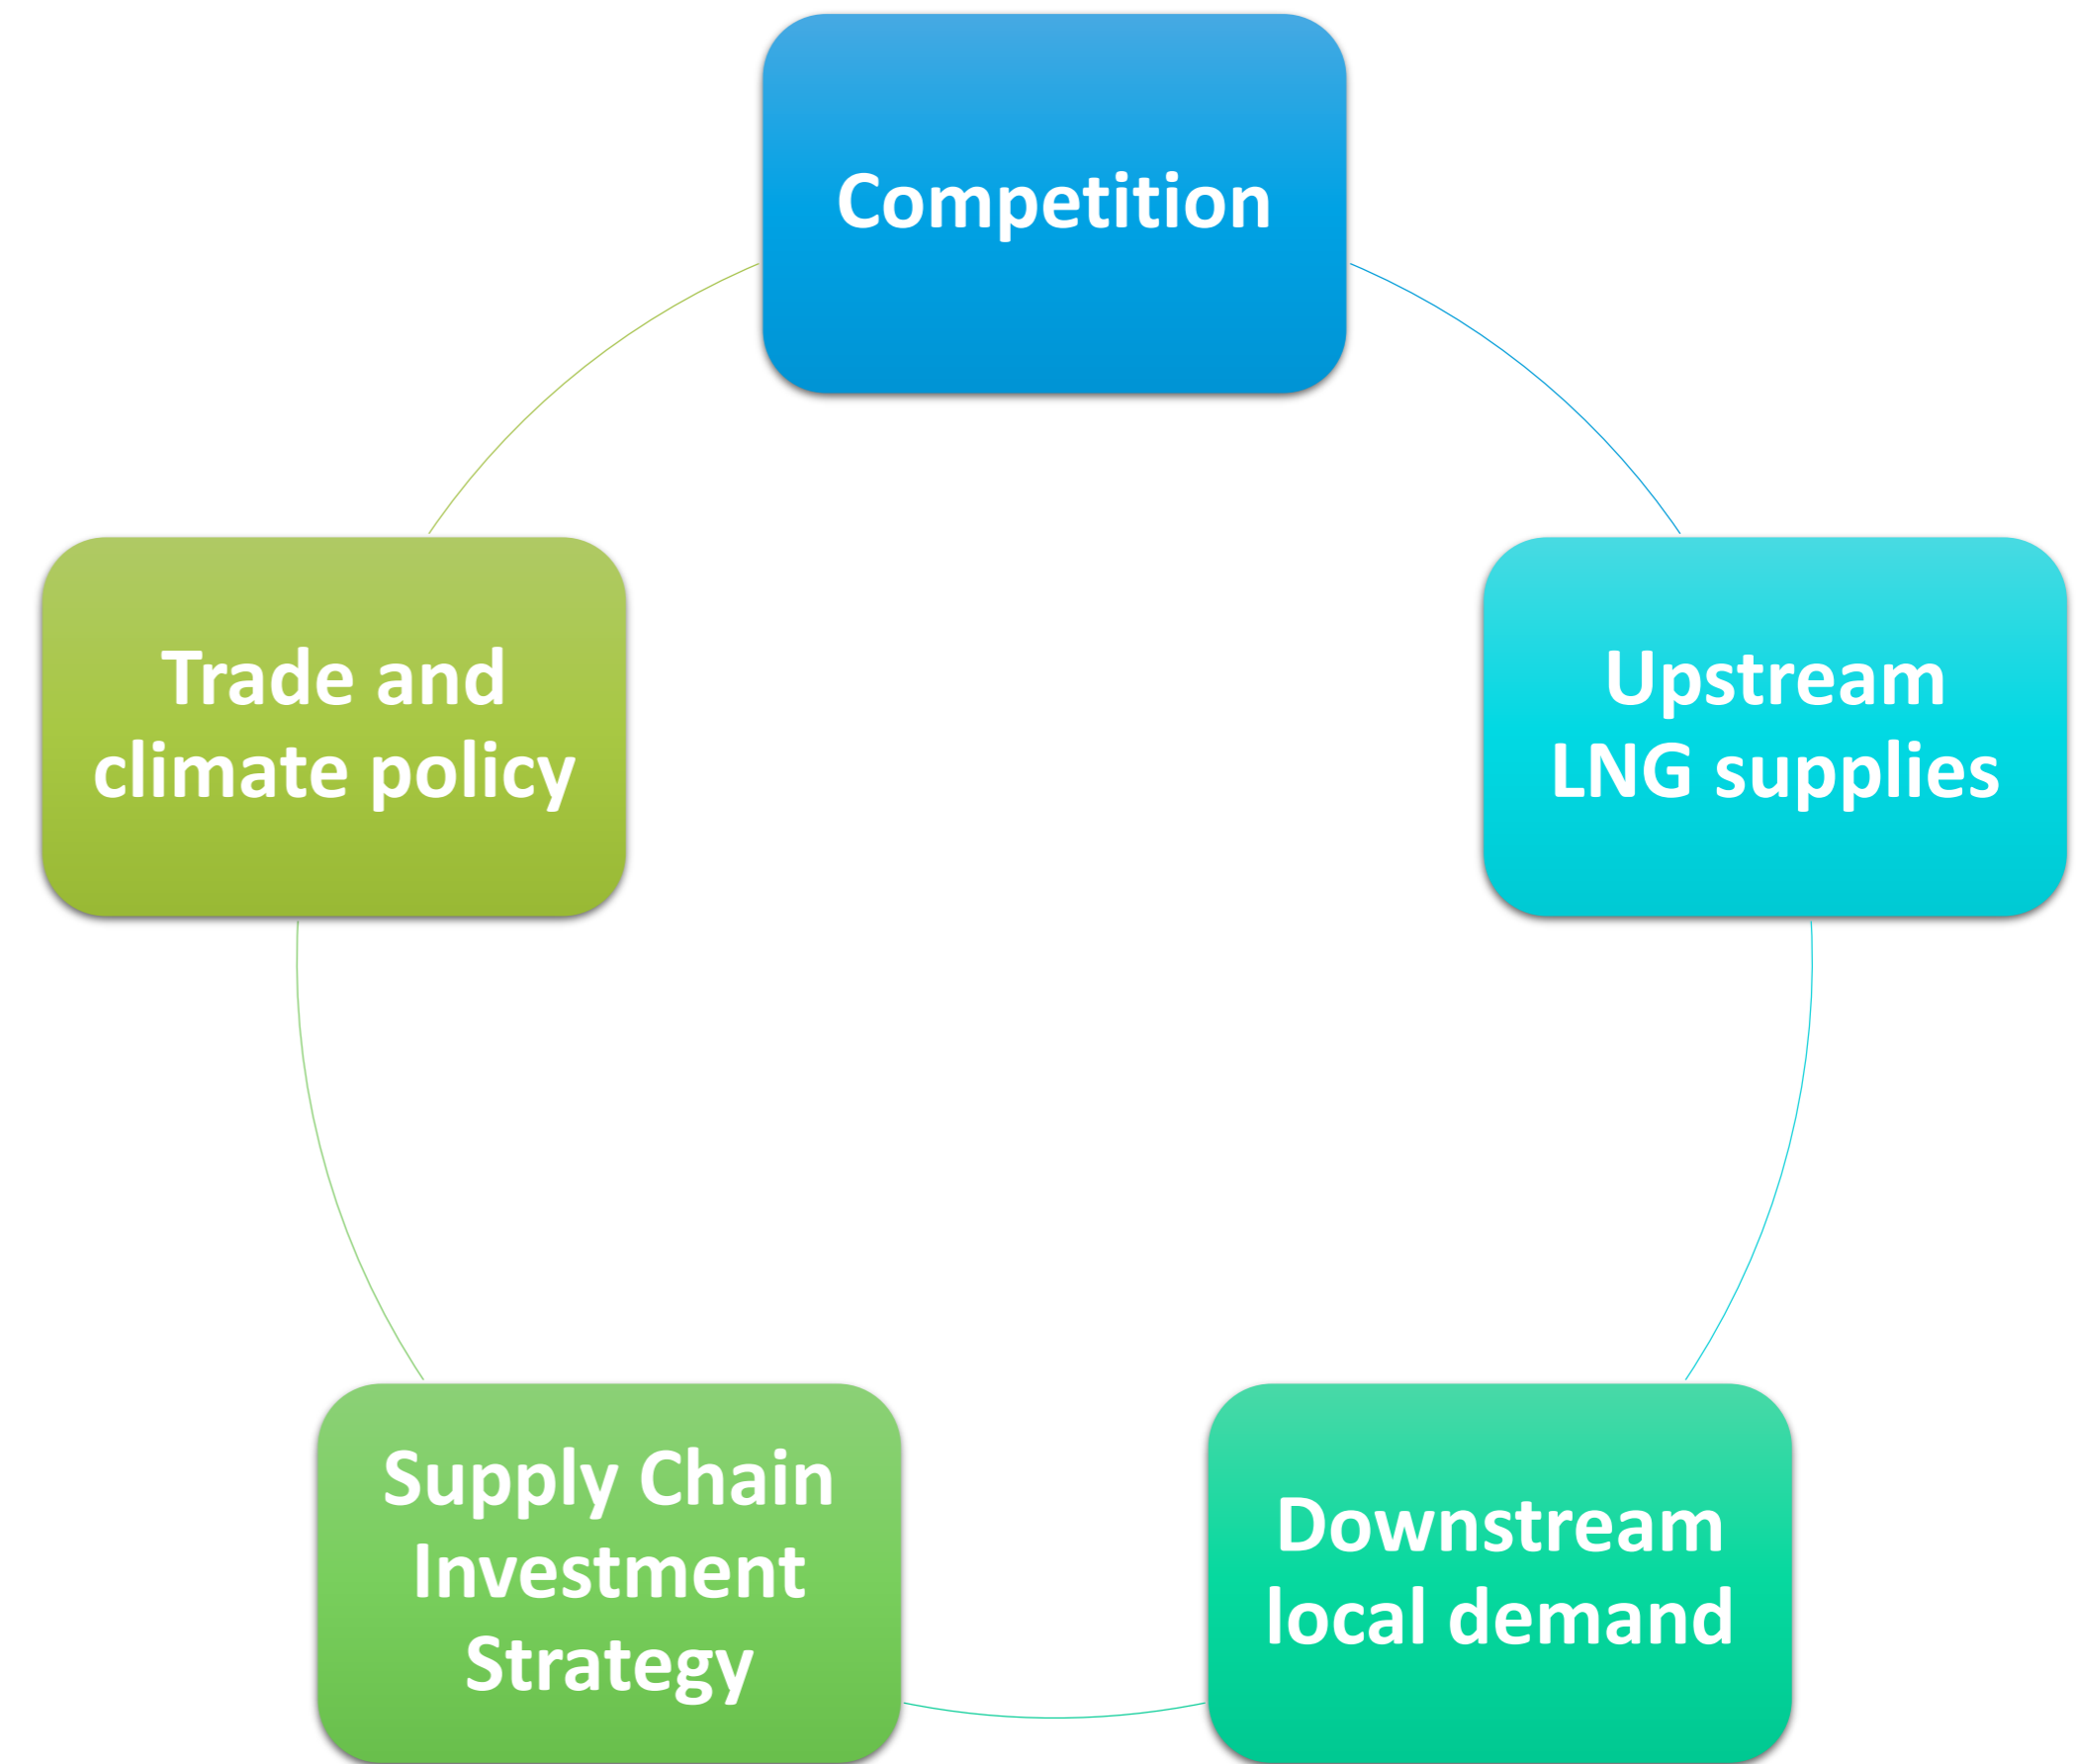 Competition
Upstream
LNG supplies
Downstream
local demand
Supply Chain
Investment
Strategy
Trade and
climate policy